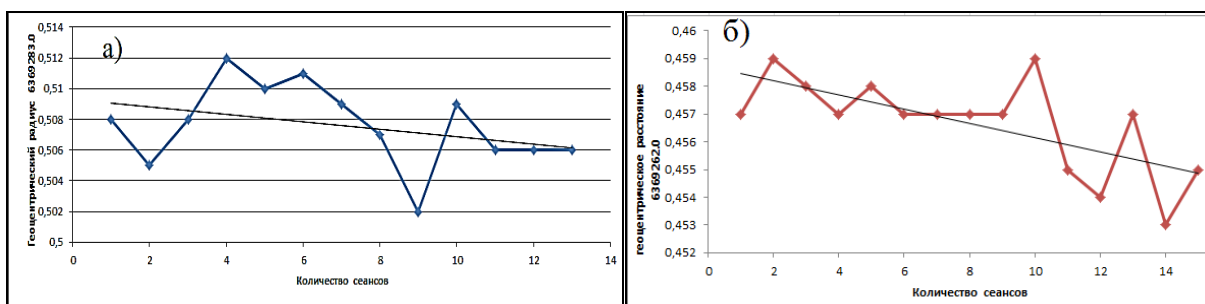 а)
Геоцентрический радиус 6369283.0
0,514
0,512
0,51
0,508
0,506
0,504
0,502
0,5
0 2 4 6 8 10 12 14
Количество сеансов
б)
геоцентрическое расстояние
6369262.0
0,46
0,459
0,458
0,457
0,456
0,455
0,454
0,453
0,452
0 2 4 6 8 10 12 14
Количество сеансов